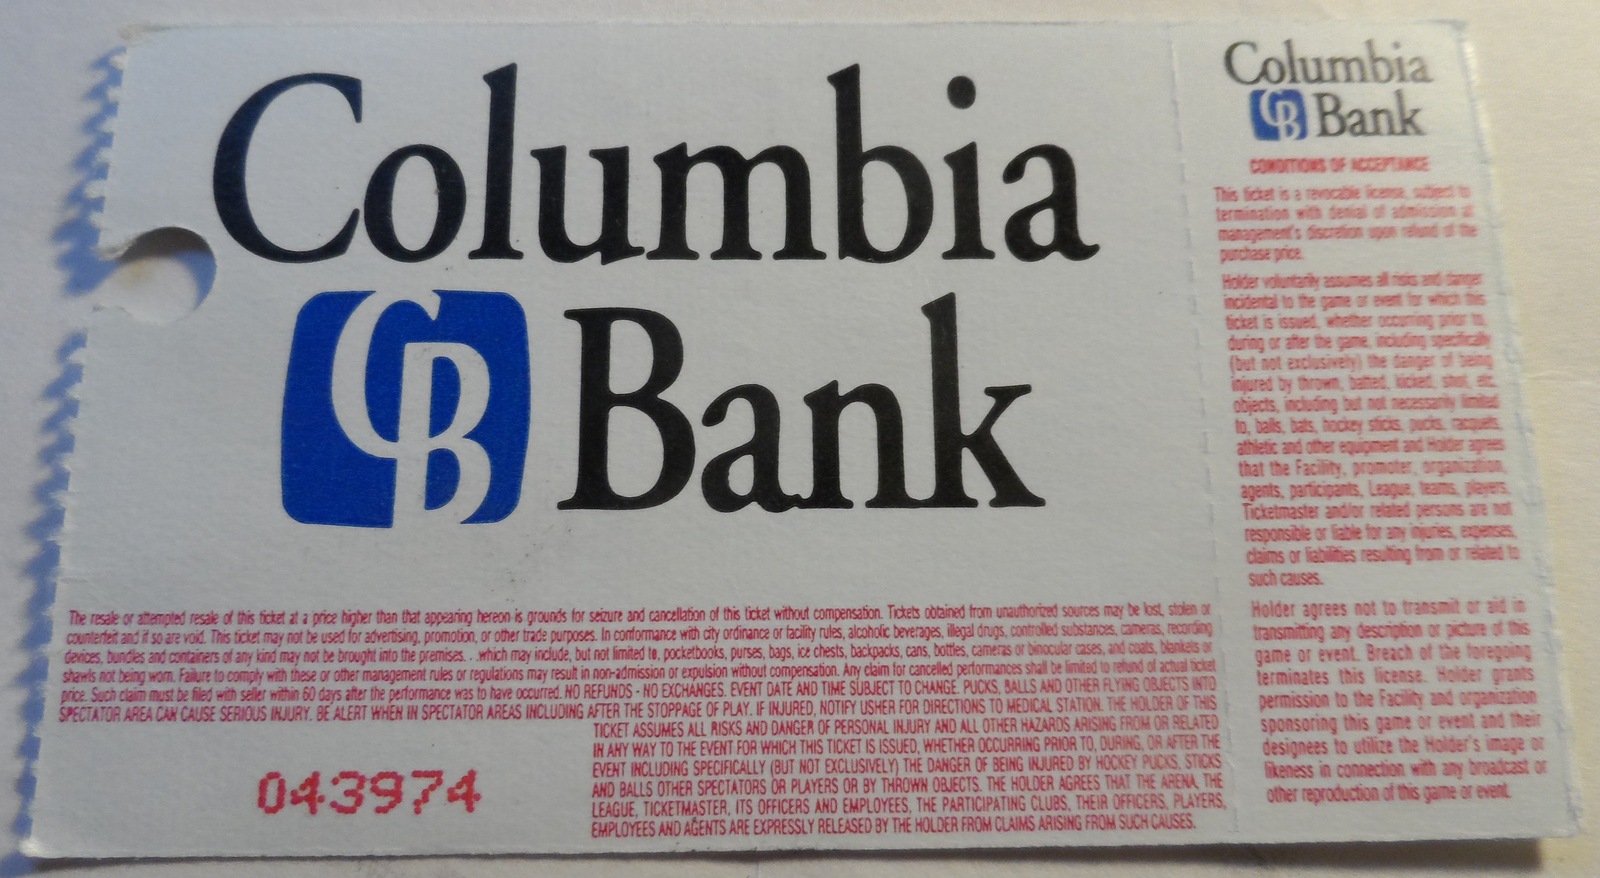 Columbia
Bank
The resale or attempted resale of this ticket at a price higher than that appearing hereon is grounds for seizure and cancellation of this ticket without compensation. Tickets obtained from unauthorized sources may be lost, stolen or
counterfeit and if so are void. This ticket may not be used for advertising, promotion, or other trade purposes. In conformance with city ordinance or facility rules, alcoholic beverages, illegal drugs, controlled substances, cameras, recording
devices, bundles and containers of any kind may not be brought into the premises. . .which may include, but not limited to, pocketbooks, purses, bags, ice chests, backpacks, cans, bottles, cameras or binocular cases, and coats, blankets or
shawls not being worn. Failure to comply with these or other management rules or regulations may result in non-admission or expulsion without compensation. Any claim for cancelled performances shall be limited to refund of actual ticket
price. Such claim must be filed with seller within 60 days after the performance was to have occurred. NO REFUNDS - NO EXCHANGES. EVENT DATE AND TIME SUBJECT TO CHANGE. PUCKS, BALLS AND OTHER FLYING OBJECTS INTO
SPECTATOR AREA CAN CAUSE SERIOUS INJURY. BE ALERT WHEN IN SPECTATOR AREAS INCLUDING AFTER THE STOPPAGE OF PLAY. IF INJURED, NOTIFY USHER FOR DIRECTIONS TO MEDICAL STATION. THE HOLDER OF THIS
TICKET ASSUMES ALL RISKS AND DANGER OF PERSONAL INJURY AND ALL OTHER HAZARDS ARISING FROM OR RELATED
IN ANY WAY TO THE EVENT FOR WHICH THIS TICKET IS ISSUED, WHETHER OCCURRING PRIOR TO, DURING, OR AFTER THE
EVENT INCLUDING SPECIFICALLY (BUT NOT EXCLUSIVELY) THE DANGER OF BEING INJURED BY HOCKEY PUCKS, STICKS
AND BALLS OTHER SPECTATORS OR PLAYERS OR BY THROWN OBJECTS. THE HOLDER AGREES THAT THE ARENA, THE
LEAGUE, TICKETMASTER, ITS OFFICERS AND EMPLOYEES, THE PARTICIPATING CLUBS, THEIR OFFICERS, PLAYERS,
EMPLOYEES AND AGENTS ARE EXPRESSLY RELEASED BY THE HOLDER FROM CLAIMS ARISING FROM SUCH CAUSES.
043974
Columbia
CB Bank
CONDITIONS OF ACCEPTANCE
This ticket is a revocable license, subject to
termination with denial of admission at
management's discretion upon refund of the
purchase price.
Holder voluntarily assumes all risks and danger
incidental to the game or event for which this
ticket is issued, whether occurring prior to,
during or after the game, including specifically
(but not exclusively) the danger of being
injured by thrown, batted, kicked, shot, etc.
objects, including but not necessarily limited
to, balls, bats, hockey sticks, pucks, racquets,
athletic and other equipment and Holder agrees
that the Facility, promoter, organization,
agents, participants, League, teams, players,
Ticketmaster and/or related persons are not
responsible or liable for any injuries, expenses,
claims or liabilities resulting from or related to
such causes.
Holder agrees not to transmit or aid in
transmitting any description or picture of this
game or event. Breach of the foregoing
terminates this license. Holder grants
permission to the Facility and organization
sponsoring this game or event and their
designees to utilize the Holder's image or
likeness in connection with any broadcast or
other reproduction of this game or event.